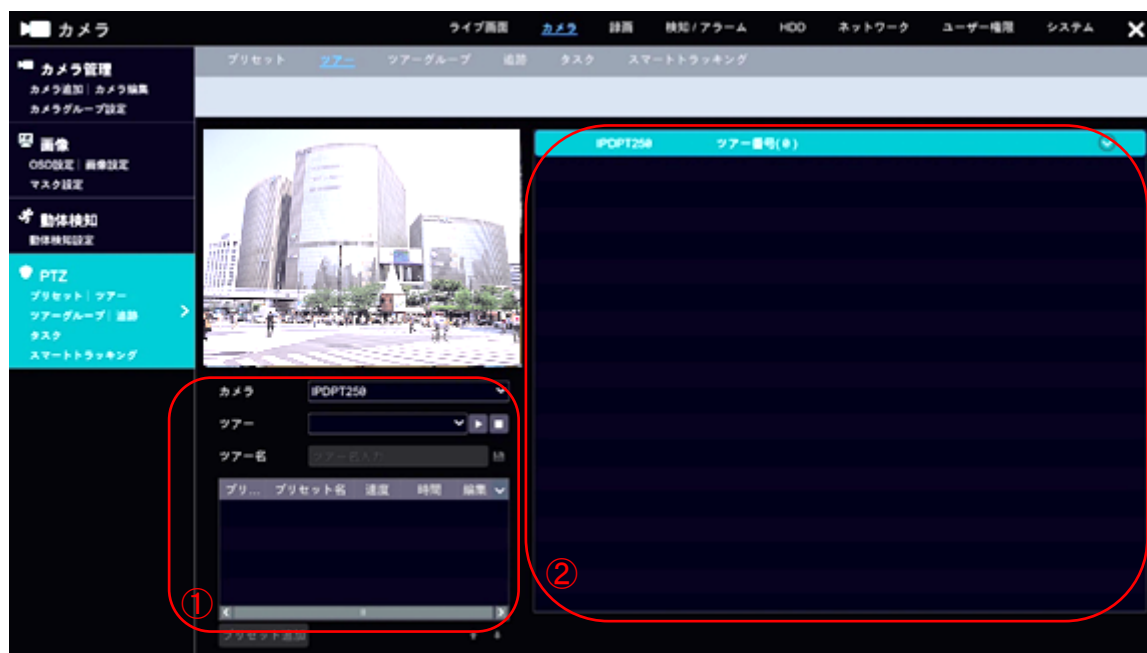 カメラ
ライブ画面 カメラ 録画 検知/アラーム HDD ネットワーク ユーザー権限 システム
プリセット ツアー ツアーグループ 追跡 タスク スマートトラッキング
カメラ管理
カメラ追加 | カメラ編集
カメラグループ設定
画像
OSD設定 | 画像設定
マスク設定
動体検知
動体検知設定
PTZ
プリセット | ツアー
ツアーグループ | 追跡
タスク
スマートトラッキング
IPDPT250 ツアー番号(0)
カメラ IPDPT250
ツアー
ツアー名 ツアー名入力
プリ... プリセット名 速度 時間 編集
プリセット追加
①
②